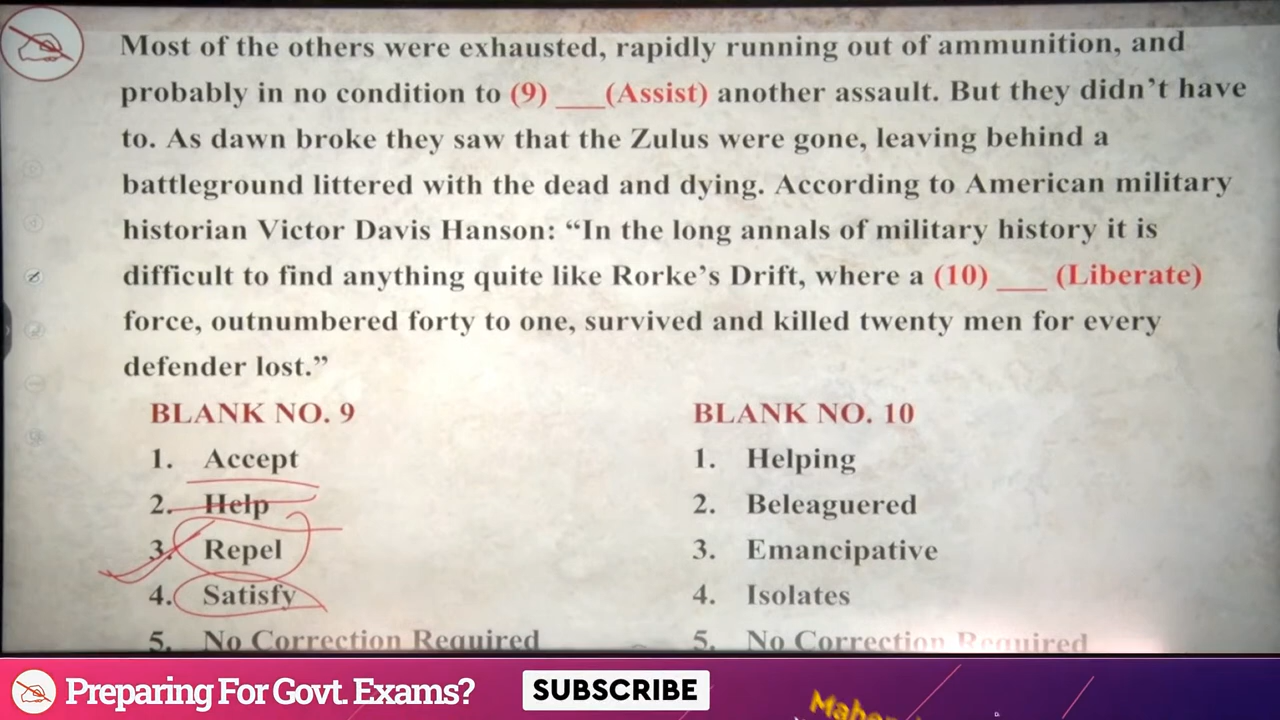 Most of the others were exhausted, rapidly running out of ammunition, and
probably in no condition to (9) ___(Assist) another assault. But they didn't have
to. As dawn broke they saw that the Zulus were gone, leaving behind a
battleground littered with the dead and dying. According to American military
historian Victor Davis Hanson: “In the long annals of military history it is
difficult to find anything quite like Rorke's Drift, where a (10) ___ (Liberate)
force, outnumbered forty to one, survived and killed twenty men for every
defender lost.”
BLANK NO. 9
1. Accept
2. Help
3. Repel
4. Satisfy
5. No Correction Required
BLANK NO. 10
1. Helping
2. Beleaguered
3. Emancipative
4. Isolates
5. No Correction Required
Preparing For Govt. Exams?
SUBSCRIBE